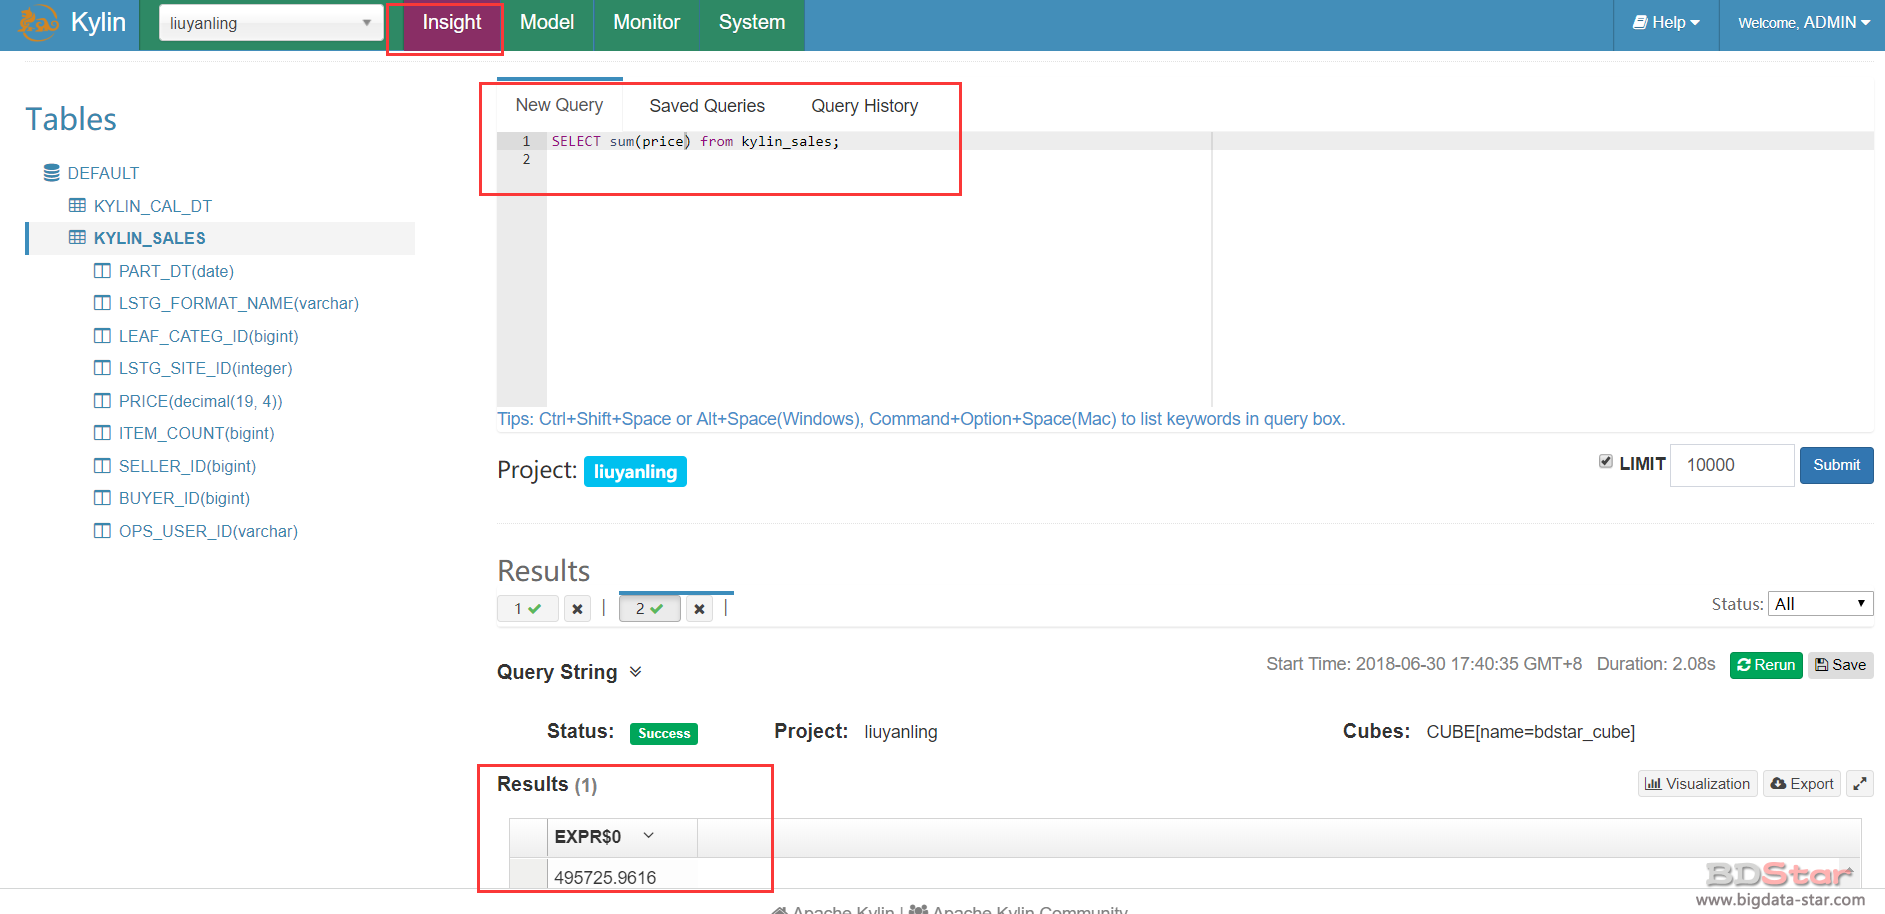 Kylin
liuyanling
Insight
Model
Monitor
System
Help
Welcome, ADMIN
Tables
DEFAULT
KYLIN_CAL_DT
KYLIN_SALES
PART_DT(date)
LSTG_FORMAT_NAME(varchar)
LEAF_CATEG_ID(bigint)
LSTG_SITE_ID(integer)
PRICE(decimal(19, 4))
ITEM_COUNT(bigint)
SELLER_ID(bigint)
BUYER_ID(bigint)
OPS_USER_ID(varchar)
New Query
Saved Queries
Query History
1 SELECT sum(price) from kylin_sales;
2
Tips: Ctrl+Shift+Space or Alt+Space(Windows), Command+Option+Space(Mac) to list keywords in query box.
Project: liuyanling
LIMIT 10000 Submit
Results
1 | 2 |
Status: All
Query String
Start Time: 2018-06-30 17:40:35 GMT+8 Duration: 2.08s Rerun Save
Status: Success Project: liuyanling Cubes: CUBE[name=bdstar_cube]
Results (1)
Visualization Export
EXPR$0
495725.9616
BDStar
www.bigdata-star.com
Apache Kylin | Apache Kylin Community